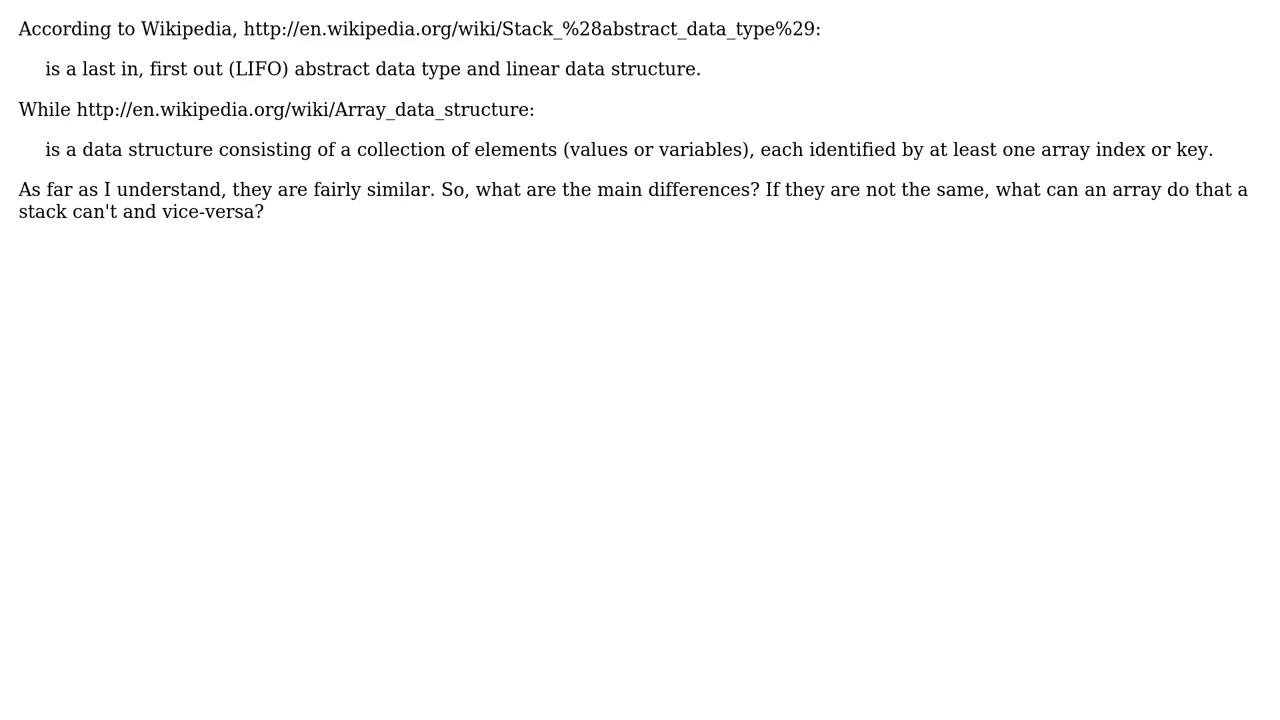 According to Wikipedia, http://en.wikipedia.org/wiki/Stack_%28abstract_data_type%29:
is a last in, first out (LIFO) abstract data type and linear data structure.
While http://en.wikipedia.org/wiki/Array_data_structure:
is a data structure consisting of a collection of elements (values or variables), each identified by at least one array index or key.
As far as I understand, they are fairly similar. So, what are the main differences? If they are not the same, what can an array do that a
stack can't and vice-versa?